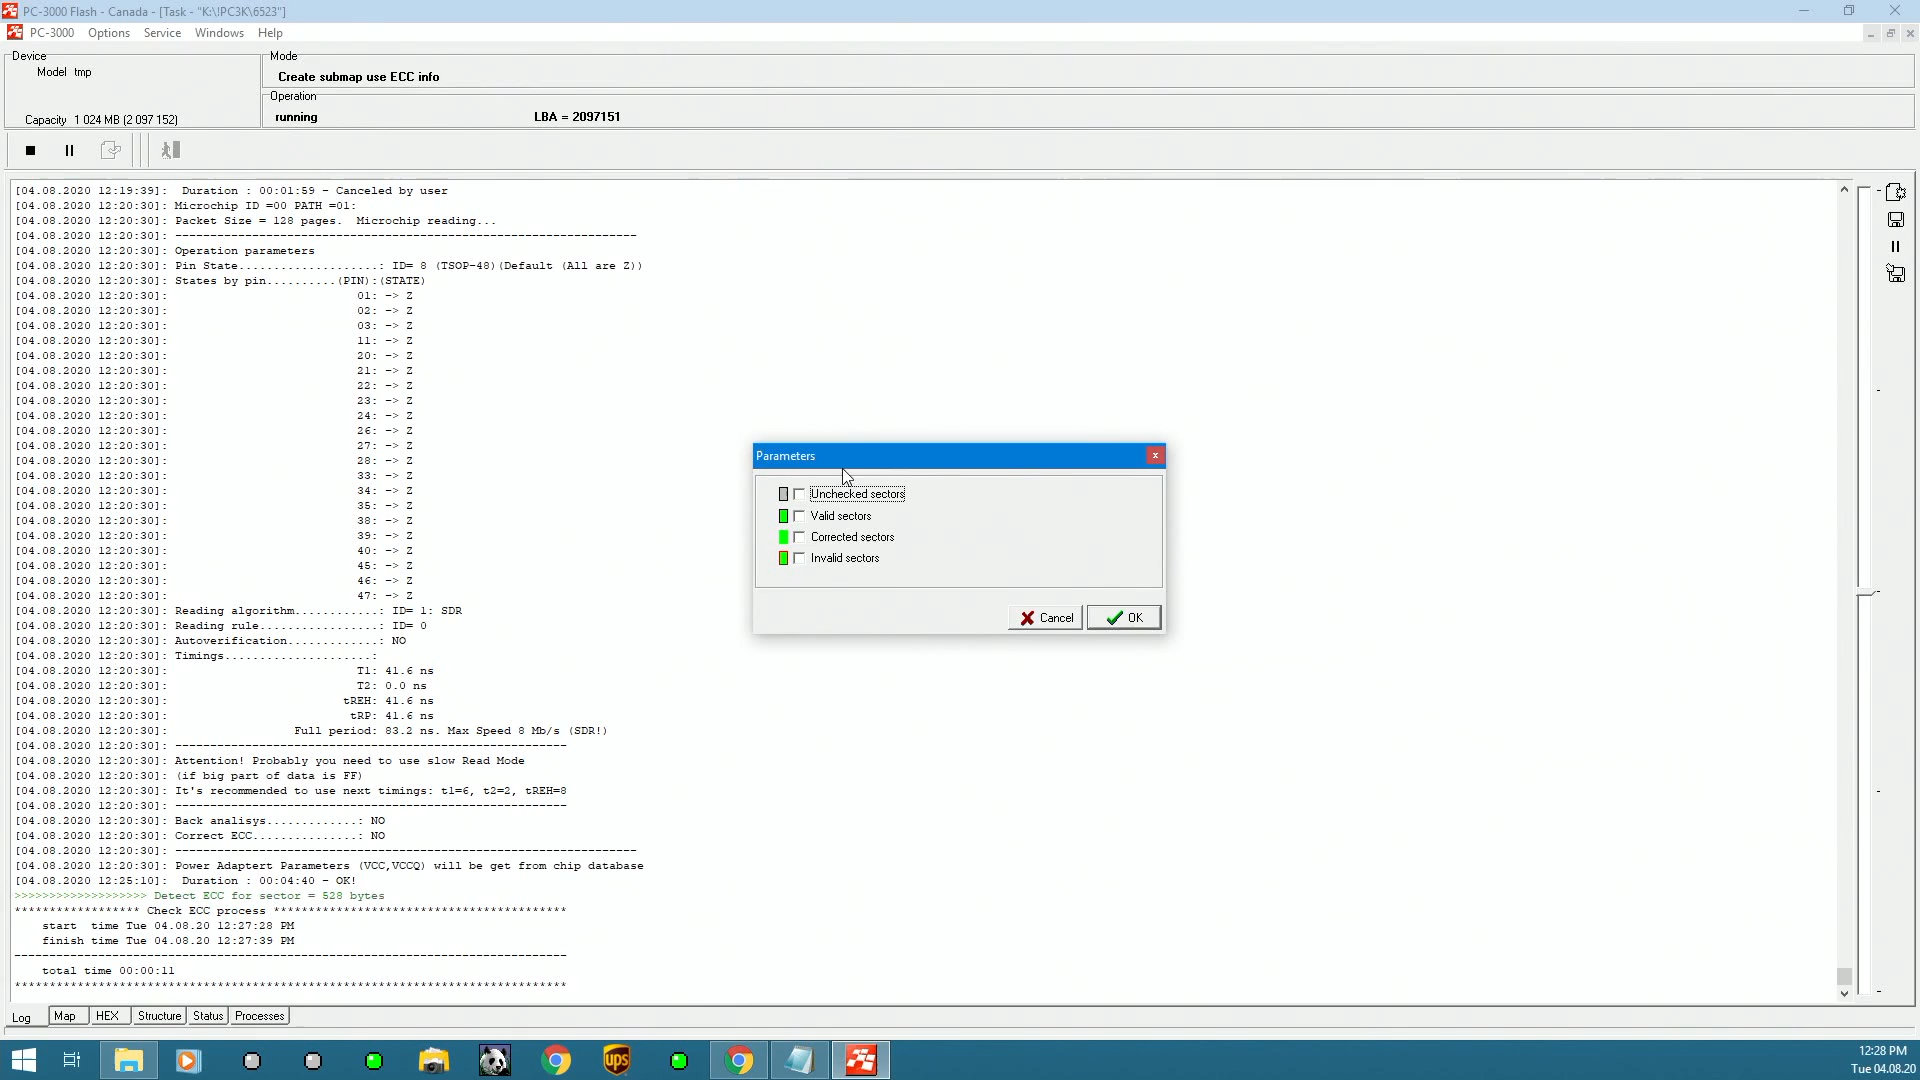 PC-3000 Flash - Canada - [Task - "K:\!PC3K\6523"]
PC-3000 Options Service Windows Help
Device
Model tmp
Capacity 1 024 MB (2 097 152)
Mode
Create submap use ECC info
Operation
running LBA = 2097151
[04.08.2020 12:19:39]: Duration : 00:01:59 - Canceled by user
[04.08.2020 12:20:30]: Microchip ID =00 PATH =01:
[04.08.2020 12:20:30]: Packet Size = 128 pages. Microchip reading...
[04.08.2020 12:20:30]: ------------------------------------------------------------------
[04.08.2020 12:20:30]: Operation parameters
[04.08.2020 12:20:30]: Pin State....................: ID= 8 (TSOP-48)(Default (All are Z))
[04.08.2020 12:20:30]: States by pin..........(PIN):(STATE)
[04.08.2020 12:20:30]: 01: -> Z
[04.08.2020 12:20:30]: 02: -> Z
[04.08.2020 12:20:30]: 03: -> Z
[04.08.2020 12:20:30]: 11: -> Z
[04.08.2020 12:20:30]: 20: -> Z
[04.08.2020 12:20:30]: 21: -> Z
[04.08.2020 12:20:30]: 22: -> Z
[04.08.2020 12:20:30]: 23: -> Z
[04.08.2020 12:20:30]: 24: -> Z
[04.08.2020 12:20:30]: 26: -> Z
[04.08.2020 12:20:30]: 27: -> Z
[04.08.2020 12:20:30]: 28: -> Z
[04.08.2020 12:20:30]: 33: -> Z
[04.08.2020 12:20:30]: 34: -> Z
[04.08.2020 12:20:30]: 35: -> Z
[04.08.2020 12:20:30]: 38: -> Z
[04.08.2020 12:20:30]: 39: -> Z
[04.08.2020 12:20:30]: 40: -> Z
[04.08.2020 12:20:30]: 45: -> Z
[04.08.2020 12:20:30]: 46: -> Z
[04.08.2020 12:20:30]: 47: -> Z
[04.08.2020 12:20:30]: Reading algorithm............: ID= 1: SDR
[04.08.2020 12:20:30]: Reading rule.................: ID= 0
[04.08.2020 12:20:30]: Autoverification.............: NO
[04.08.2020 12:20:30]: Timings.....................:
[04.08.2020 12:20:30]: T1: 41.6 ns
[04.08.2020 12:20:30]: T2: 0.0 ns
[04.08.2020 12:20:30]: tREH: 41.6 ns
[04.08.2020 12:20:30]: tRP: 41.6 ns
[04.08.2020 12:20:30]: Full period: 83.2 ns. Max Speed 8 Mb/s (SDR!)
[04.08.2020 12:20:30]: --------------------------------------------------------
[04.08.2020 12:20:30]: Attention! Probably you need to use slow Read Mode
[04.08.2020 12:20:30]: (if big part of data is FF)
[04.08.2020 12:20:30]: It's recommended to use next timings: t1=6, t2=2, tREH=8
[04.08.2020 12:20:30]: --------------------------------------------------------
[04.08.2020 12:20:30]: Back analisys.............: NO
[04.08.2020 12:20:30]: Correct ECC...............: NO
[04.08.2020 12:20:30]: ------------------------------------------------------------------
[04.08.2020 12:20:30]: Power Adaptert Parameters (VCC,VCCQ) will be get from chip database
[04.08.2020 12:25:10]: Duration : 00:04:40 - OK!
>>>>>>>>>>>>>>>>>>> Detect ECC for sector = 528 bytes
****************** Check ECC process ******************************************
start time Tue 04.08.20 12:27:28 PM
finish time Tue 04.08.20 12:27:39 PM
-------------------------------------------------------------------------------
total time 00:00:11
*******************************************************************************
Parameters
Unchecked sectors
Valid sectors
Corrected sectors
Invalid sectors
Cancel OK
Log Map HEX Structure Status Processes
ups
12:28 PM
Tue 04.08.20